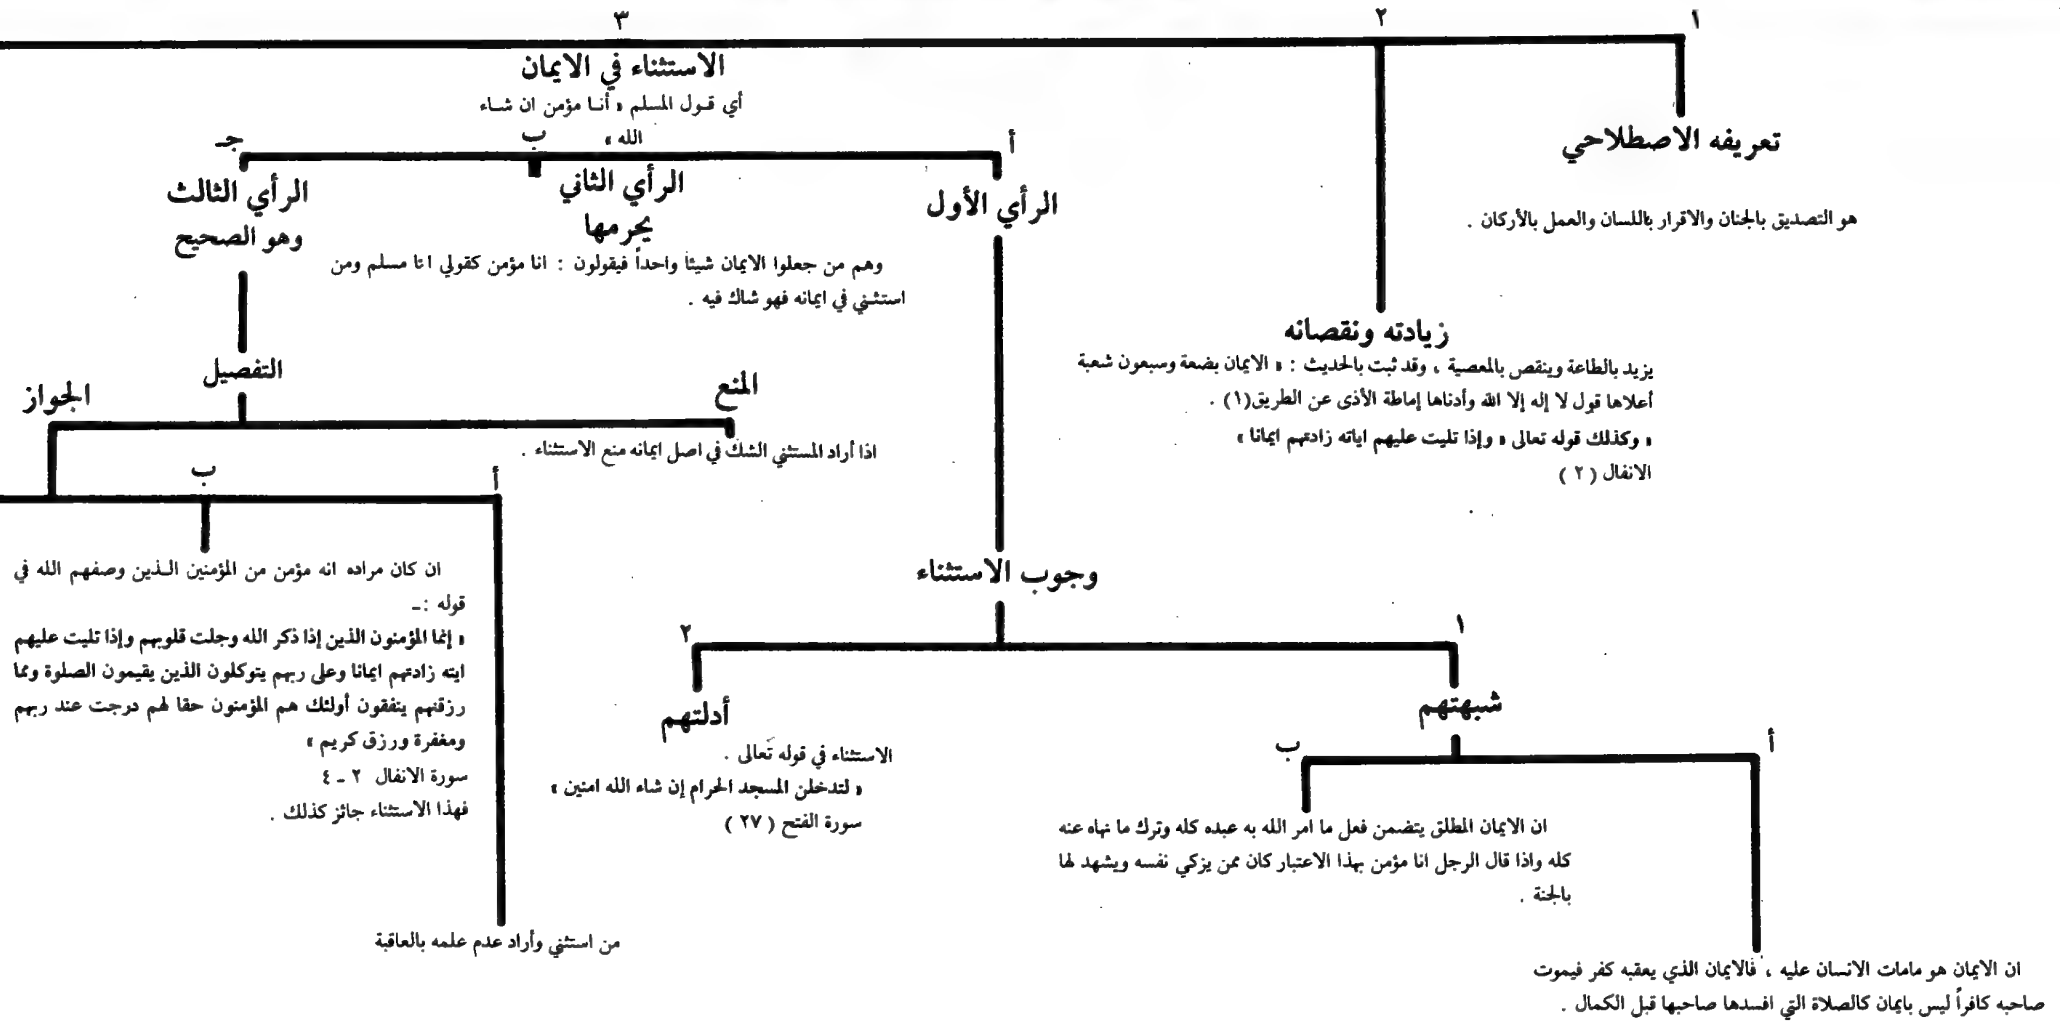 ١
تعريفه الاصطلاحي
هو التصديق بالجنان والاقرار باللسان والعمل بالأركان .
٢
زيادته ونقصانه
يزيد بالطاعة وينقص بالمعصية ، وقد ثبت بالحديث : « الايمان بضعة وسبعون شعبة
أعلاها قول لا إله إلا الله وأدناها إماطة الأذى عن الطريق(١) .
« وكذلك قوله تعالى « وإذا تليت عليهم اياته زادتهم ايمانا »
الانفال ( ٢ )
٣
الاستثناء في الايمان
أي قول المسلم « أنا مؤمن ان شاء
الله »
أ
الرأي الأول
وجوب الاستثناء
١
شبهتهم
أ
ان الايمان هو مامات الانسان عليه ، فالايمان الذي يعقبه كفر فيموت
صاحبه كافراً ليس بايمان كالصلاة التي افسدها صاحبها قبل الكمال .
ب
ان الايمان المطلق يتضمن فعل ما امر الله به عبده كله وترك ما نهاه عنه
كله واذا قال الرجل انا مؤمن بهذا الاعتبار كان ممن يزكي نفسه ويشهد لها
بالجنة .
٢
أدلتهم
الاستثناء في قوله تعالى .
« لتدخلن المسجد الحرام إن شاء الله امنين »
سورة الفتح ( ٢٧ )
ب
الرأي الثاني
يحرمها
وهم من جعلوا الايمان شيئا واحداً فيقولون : انا مؤمن كقولي انا مسلم ومن
استثنى في ايمانه فهو شاك فيه .
جـ
الرأي الثالث
وهو الصحيح
التفصيل
المنع
اذا أراد المستثني الشك في اصل ايمانه منع الاستثناء .
الجواز
أ
من استثني وأراد عدم علمه بالعاقبة
ب
ان كان مراده انه مؤمن من المؤمنين الذين وصفهم الله في
قوله :ـ
« إنما المؤمنون الذين إذا ذكر الله وجلت قلوبهم وإذا تليت عليهم
ايته زادتهم ايمانا وعلى ربهم يتوكلون الذين يقيمون الصلوة ومما
رزقنهم ينفقون أولئك هم المؤمنون حقا لهم درجت عند ربهم
ومغفرة ورزق كريم »
سورة الانفال ٢ ـ ٤
فهذا الاستثناء جائز كذلك .